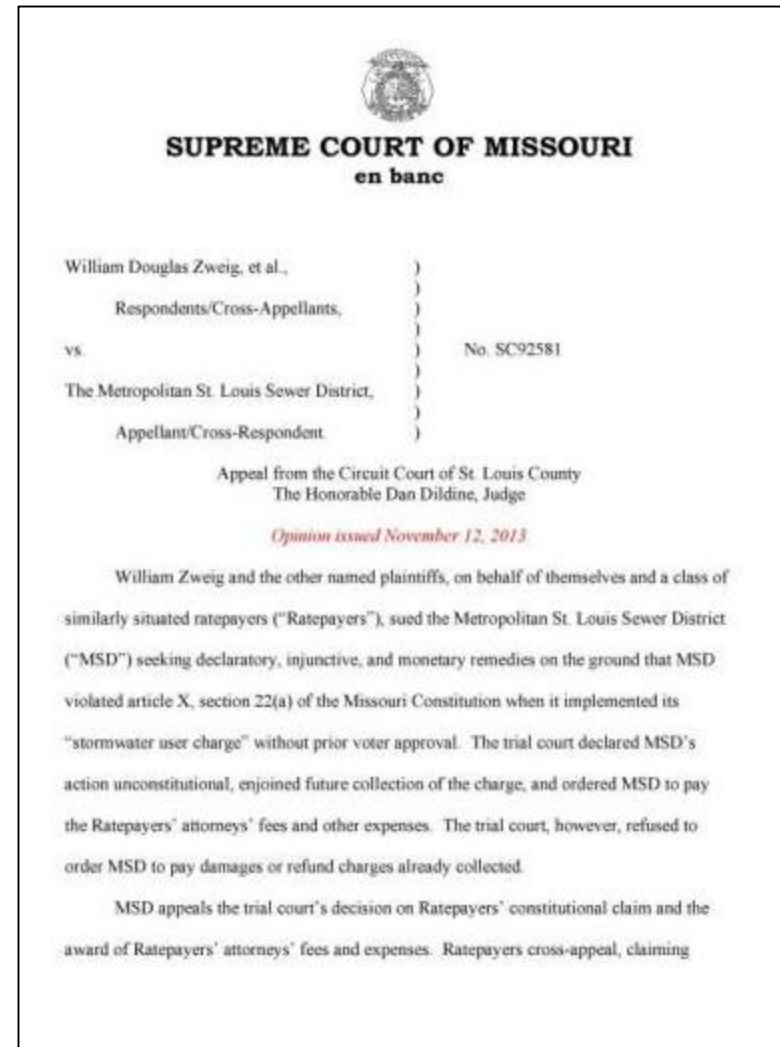 SUPREME COURT OF MISSOURI
en banc
William Douglas Zweig, et al., )
)
Respondents/Cross-Appellants, )
)
vs. ) No. SC92581
)
The Metropolitan St. Louis Sewer District, )
)
Appellant/Cross-Respondent. )
Appeal from the Circuit Court of St. Louis County
The Honorable Dan Dildine, Judge
Opinion issued November 12, 2013
William Zweig and the other named plaintiffs, on behalf of themselves and a class of
similarly situated ratepayers (“Ratepayers”), sued the Metropolitan St. Louis Sewer District
(“MSD”) seeking declaratory, injunctive, and monetary remedies on the ground that MSD
violated article X, section 22(a) of the Missouri Constitution when it implemented its
“stormwater user charge” without prior voter approval. The trial court declared MSD’s
action unconstitutional, enjoined future collection of the charge, and ordered MSD to pay
the Ratepayers’ attorneys’ fees and other expenses. The trial court, however, refused to
order MSD to pay damages or refund charges already collected.
MSD appeals the trial court’s decision on Ratepayers’ constitutional claim and the
award of Ratepayers’ attorneys’ fees and expenses. Ratepayers cross-appeal, claiming